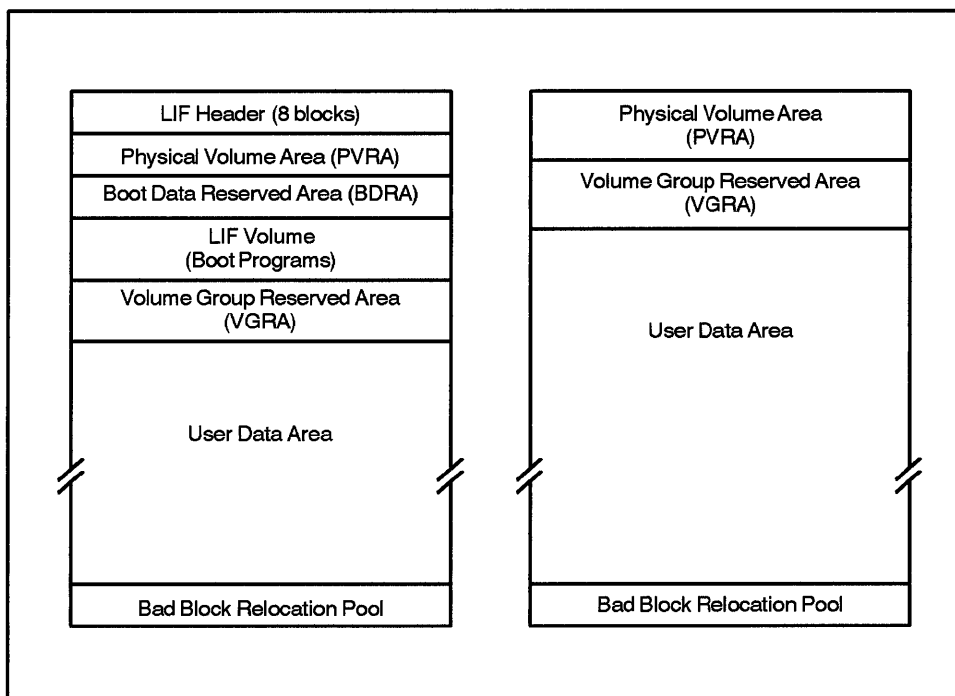 LIF Header (8 blocks)
Physical Volume Area (PVRA)
Boot Data Reserved Area (BDRA)
LIF Volume
(Boot Programs)
Volume Group Reserved Area
(VGRA)
User Data Area
Bad Block Relocation Pool
Physical Volume Area
(PVRA)
Volume Group Reserved Area
(VGRA)
User Data Area
Bad Block Relocation Pool